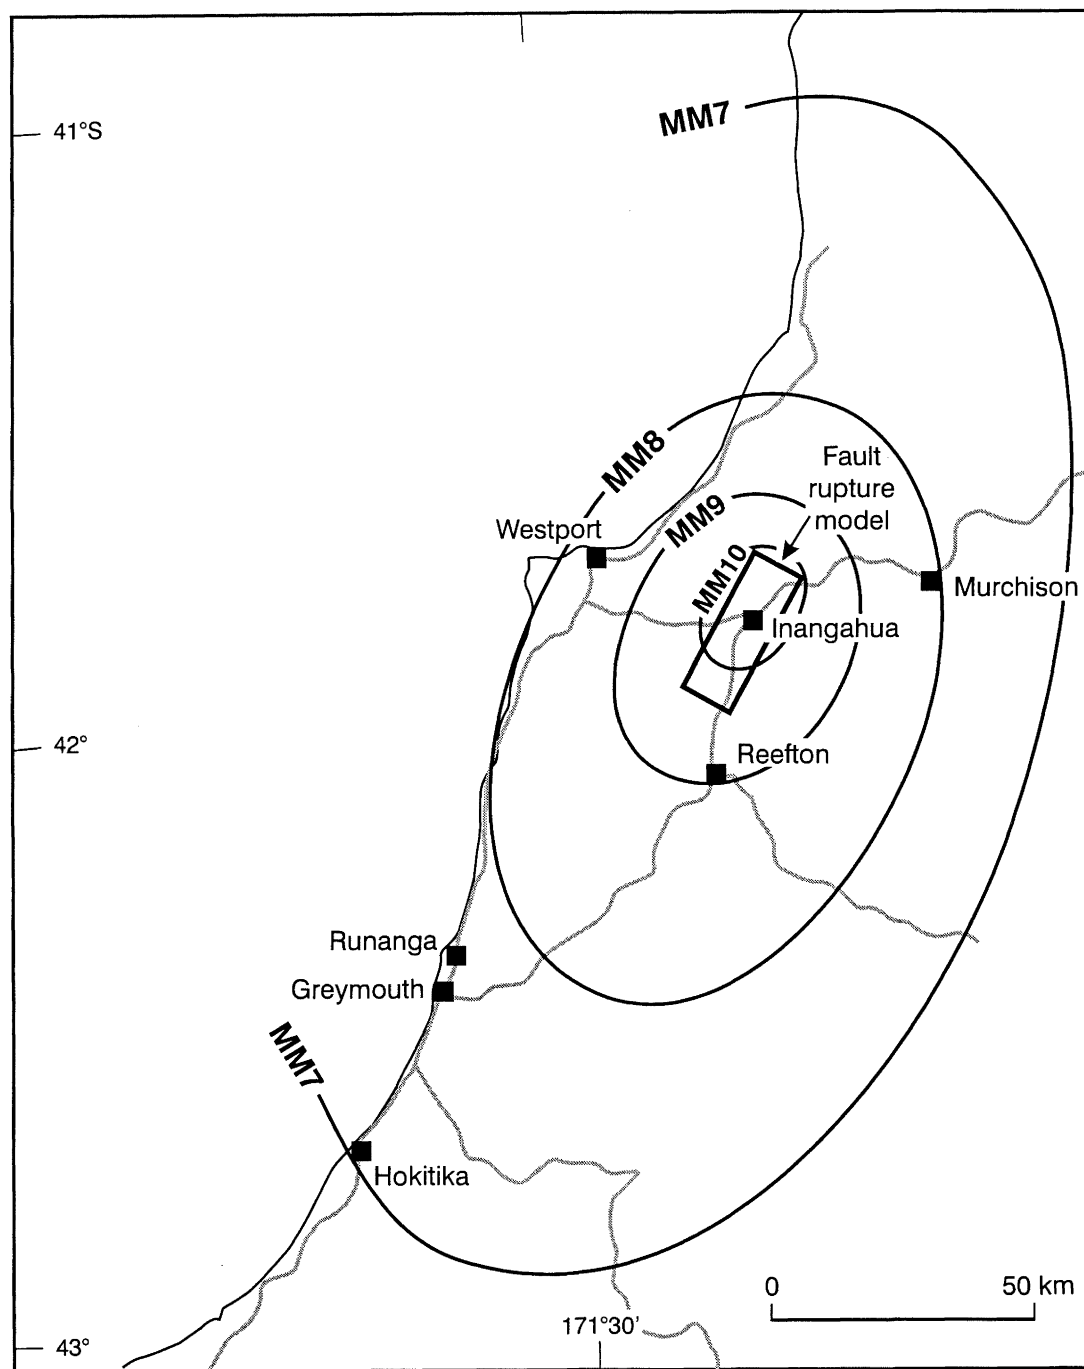 41°S
MM7
MM8
Fault
rupture
model
MM9
Westport
MM10
Murchison
Inangahua
42°
Reefton
Runanga
Greymouth
MM7
Hokitika
0
50 km
171°30'
43°